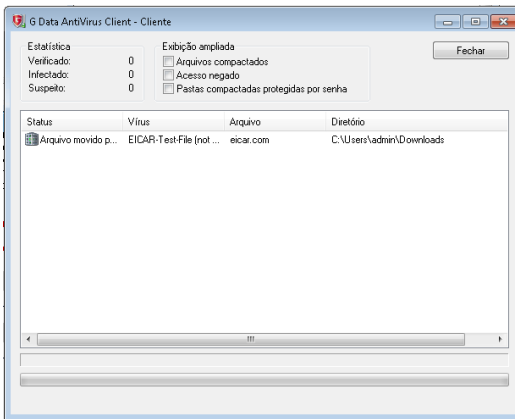 G Data AntiVirus Client - Cliente
Estatística
Verificado: 0
Infectado: 0
Suspeito: 0
Exibição ampliada
Arquivos compactados
Acesso negado
Pastas compactadas protegidas por senha
Fechar
Status Vírus Arquivo Diretório
Arquivo movido p... EICAR-Test-File (not ... eicar.com C:\Users\admin\Downloads